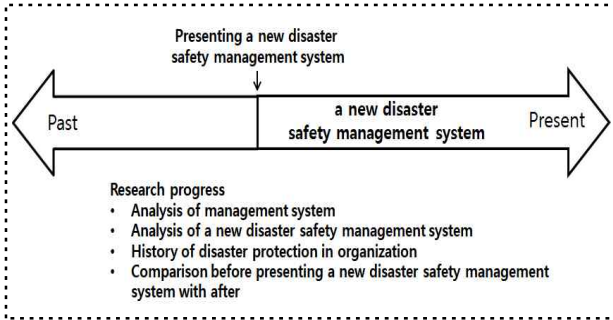 Presenting a new disaster
safety management system
Past
a new disaster
safety management system
Present
Research progress
• Analysis of management system
• Analysis of a new disaster safety management system
• History of disaster protection in organization
• Comparison before presenting a new disaster safety management
system with after